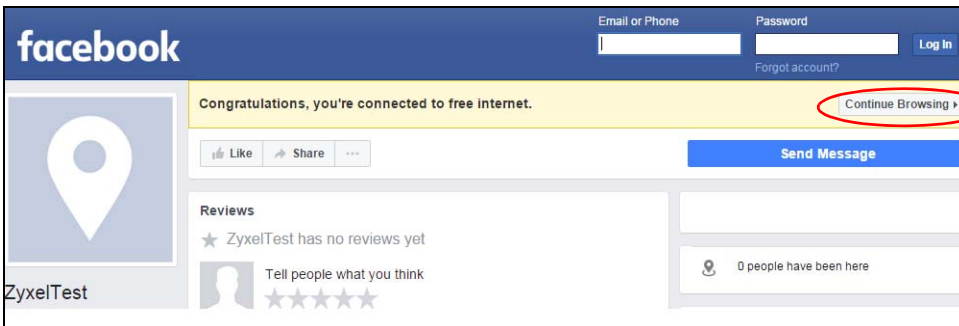 facebook
Email or Phone
Password
Log In
Forgot account?
Congratulations, you're connected to free internet.
Continue Browsing
Like
Share
Send Message
ZyxelTest
Reviews
ZyxelTest has no reviews yet
Tell people what you think
0 people have been here